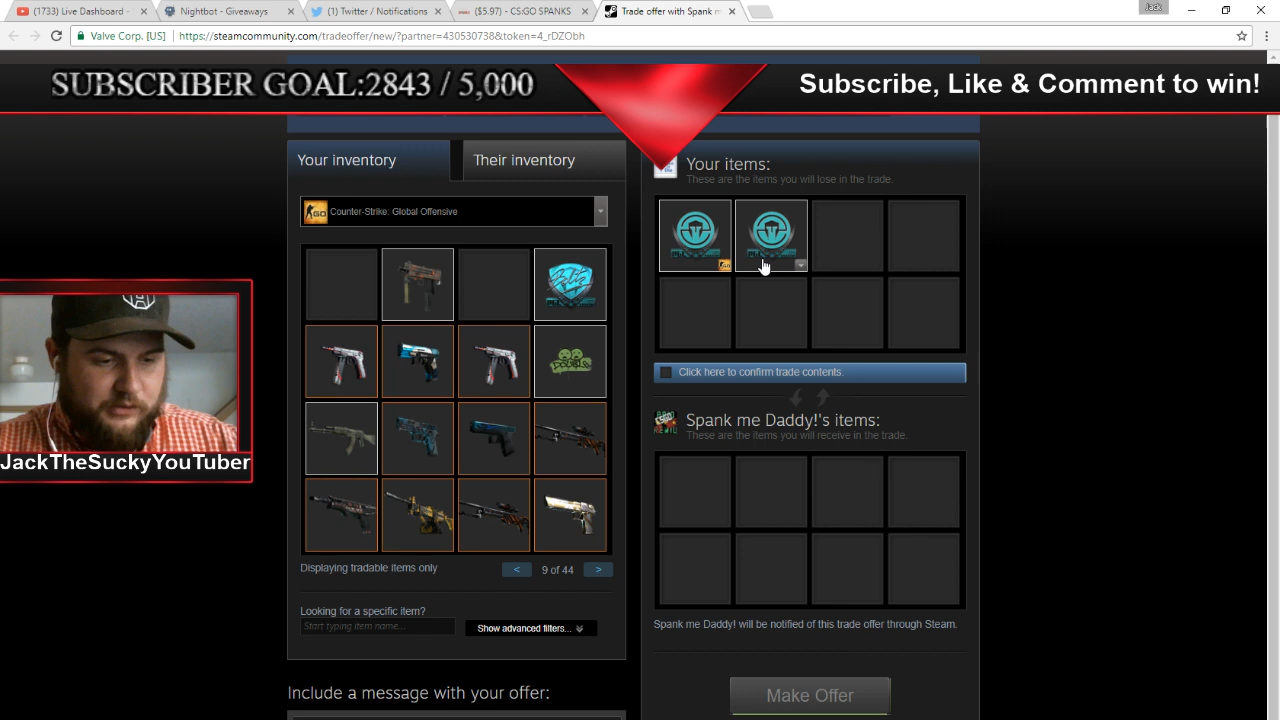 (1733) Live Dashboard -
Nightbot - Giveaways
(1) Twitter / Notifications
($5.97) - CS:GO SPANKS
Trade offer with Spank m
Jack
Valve Corp. [US]
https://steamcommunity.com/tradeoffer/new/?partner=430530738&token=4_rDZObh
SUBSCRIBER GOAL:2843 / 5,000
Subscribe, Like & Comment to win!
Your inventory
Their inventory
Counter-Strike: Global Offensive
Displaying tradable items only
<
9 of 44
>
Looking for a specific item?
Start typing item name...
Show advanced filters...
Include a message with your offer:
Your items:
These are the items you will lose in the trade.
Click here to confirm trade contents.
Spank me Daddy!'s items:
These are the items you will receive in the trade.
Spank me Daddy! will be notified of this trade offer through Steam.
Make Offer
JackTheSuckyYouTuber